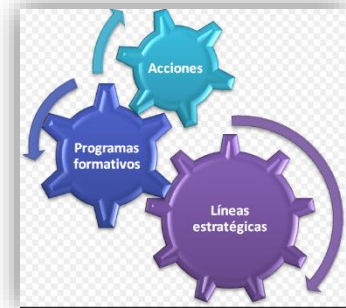 Acciones
Programas
formativos
Líneas
estratégicas